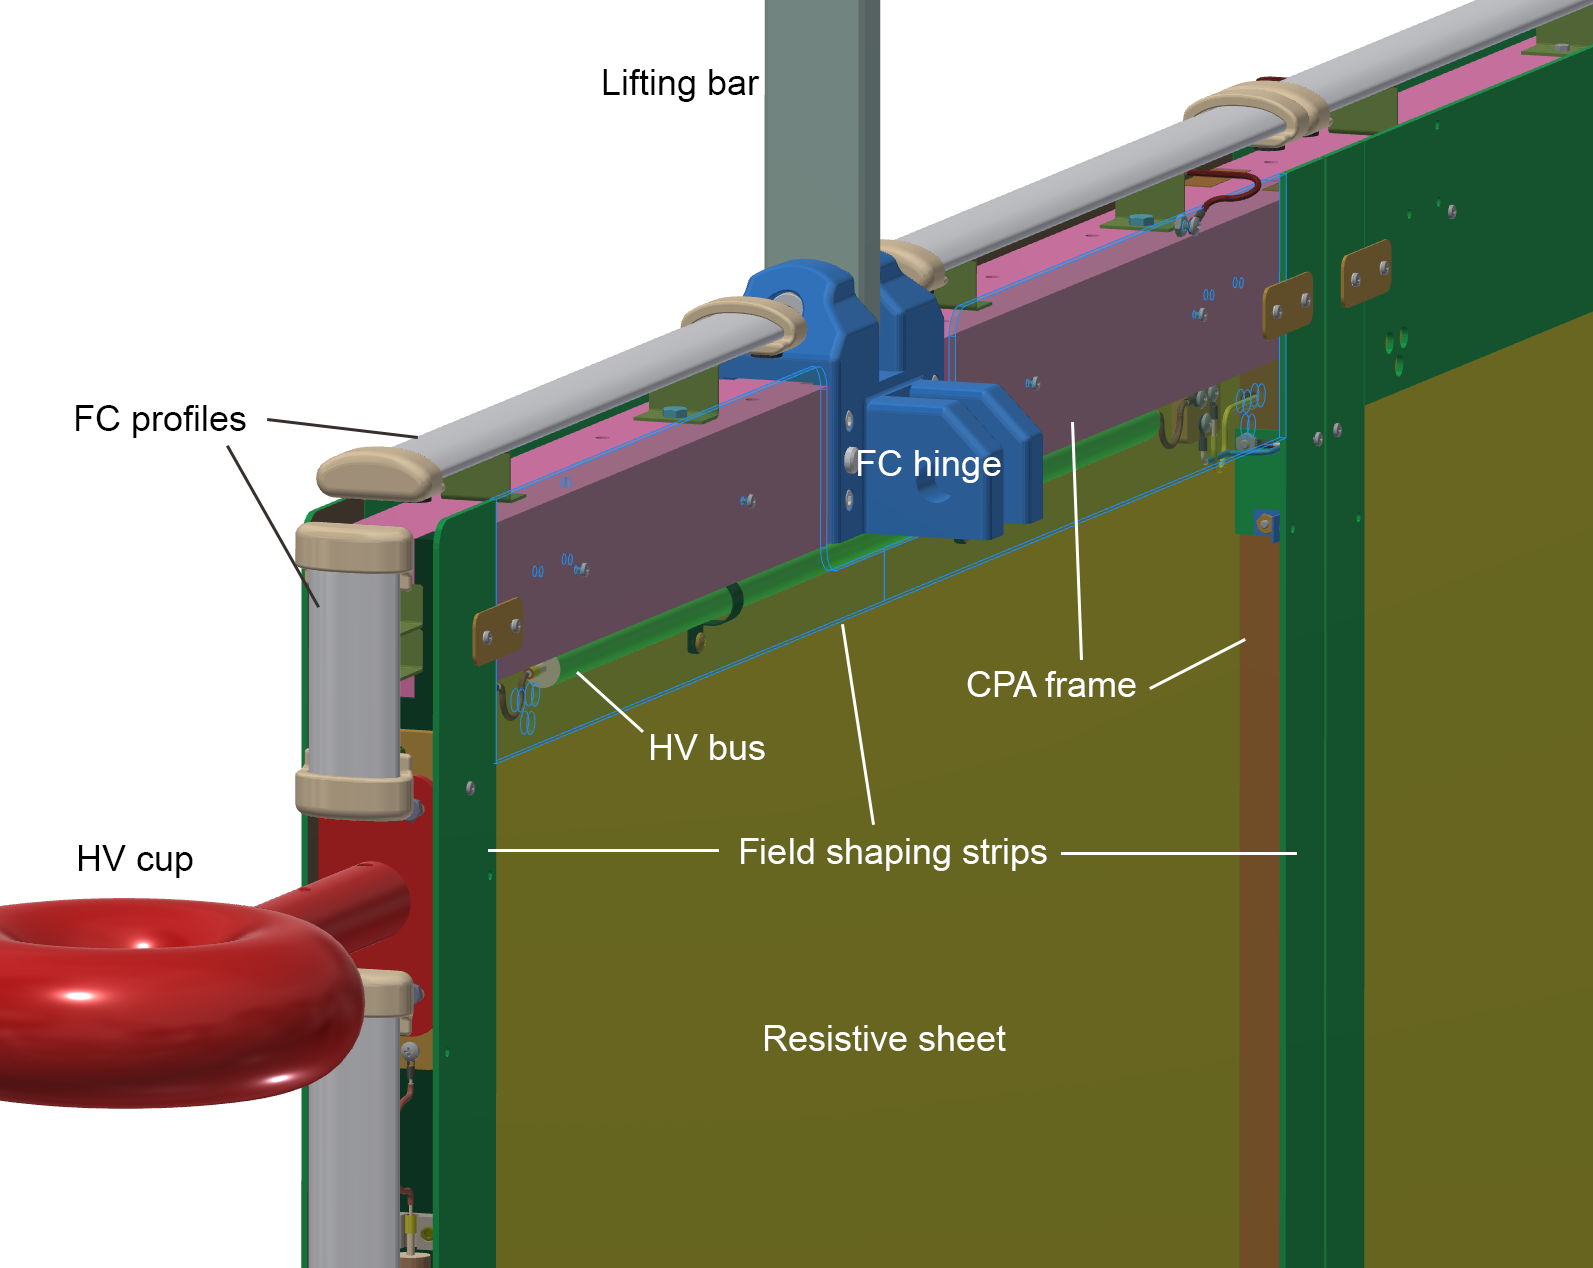 Lifting bar
FC profiles
FC hinge
CPA frame
HV bus
HV cup
Field shaping strips
Resistive sheet